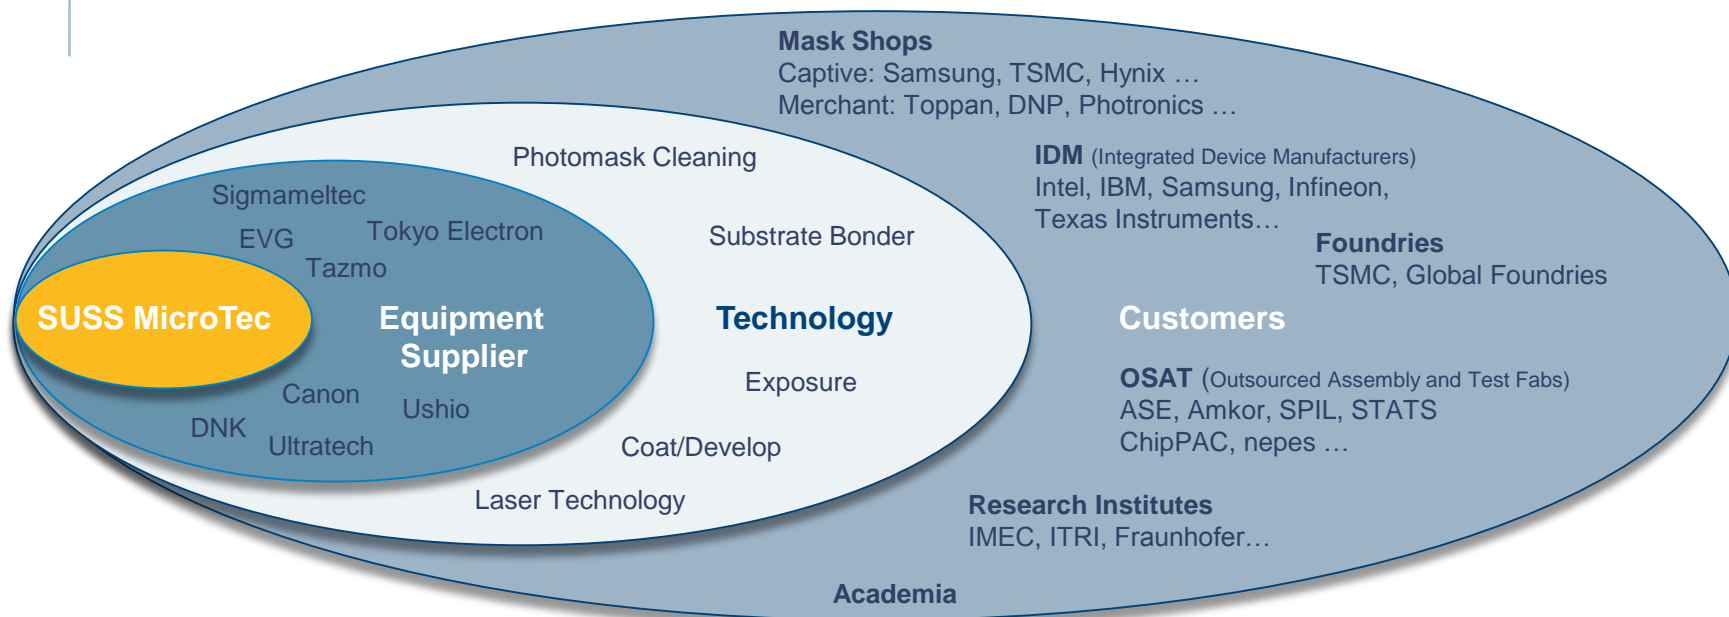 Mask Shops
Captive: Samsung, TSMC, Hynix …
Merchant: Toppan, DNP, Photronics …
Photomask Cleaning
IDM (Integrated Device Manufacturers)
Intel, IBM, Samsung, Infineon,
Texas Instruments…
Sigmameltec
EVG
Tokyo Electron
Tazmo
Substrate Bonder
Foundries
TSMC, Global Foundries
SUSS MicroTec
Equipment
Supplier
Technology
Customers
Exposure
OSAT (Outsourced Assembly and Test Fabs)
ASE, Amkor, SPIL, STATS
ChipPAC, nepes …
Canon
Ushio
DNK
Ultratech
Coat/Develop
Laser Technology
Research Institutes
IMEC, ITRI, Fraunhofer…
Academia